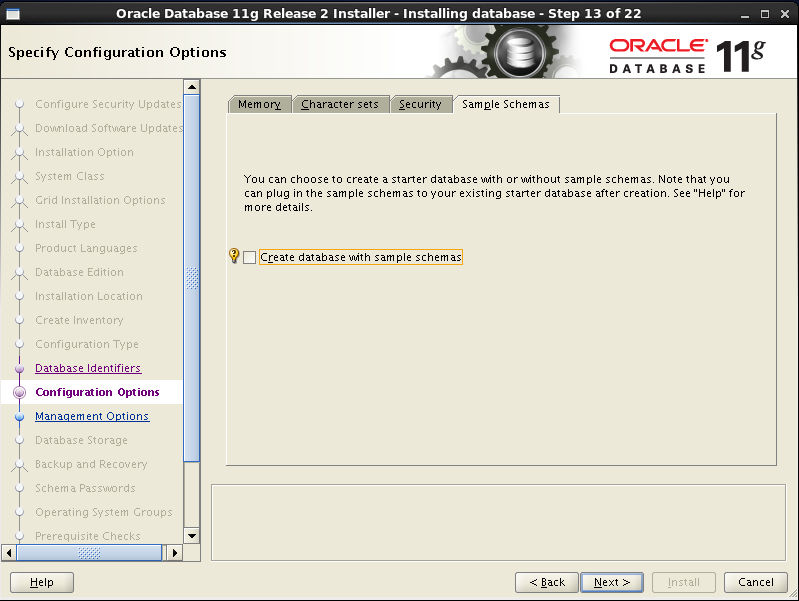 Oracle Database 11g Release 2 Installer - Installing database - Step 13 of 22
Specify Configuration Options
ORACLE
DATABASE
11g
Configure Security Updates
Download Software Updates
Installation Option
System Class
Grid Installation Options
Install Type
Product Languages
Database Edition
Installation Location
Create Inventory
Configuration Type
Database Identifiers
Configuration Options
Management Options
Database Storage
Backup and Recovery
Schema Passwords
Operating System Groups
Prerequisite Checks
Memory Character sets Security Sample Schemas
You can choose to create a starter database with or without sample schemas. Note that you
can plug in the sample schemas to your existing starter database after creation. See "Help" for
more details.
Create database with sample schemas
Help < Back Next > Install Cancel